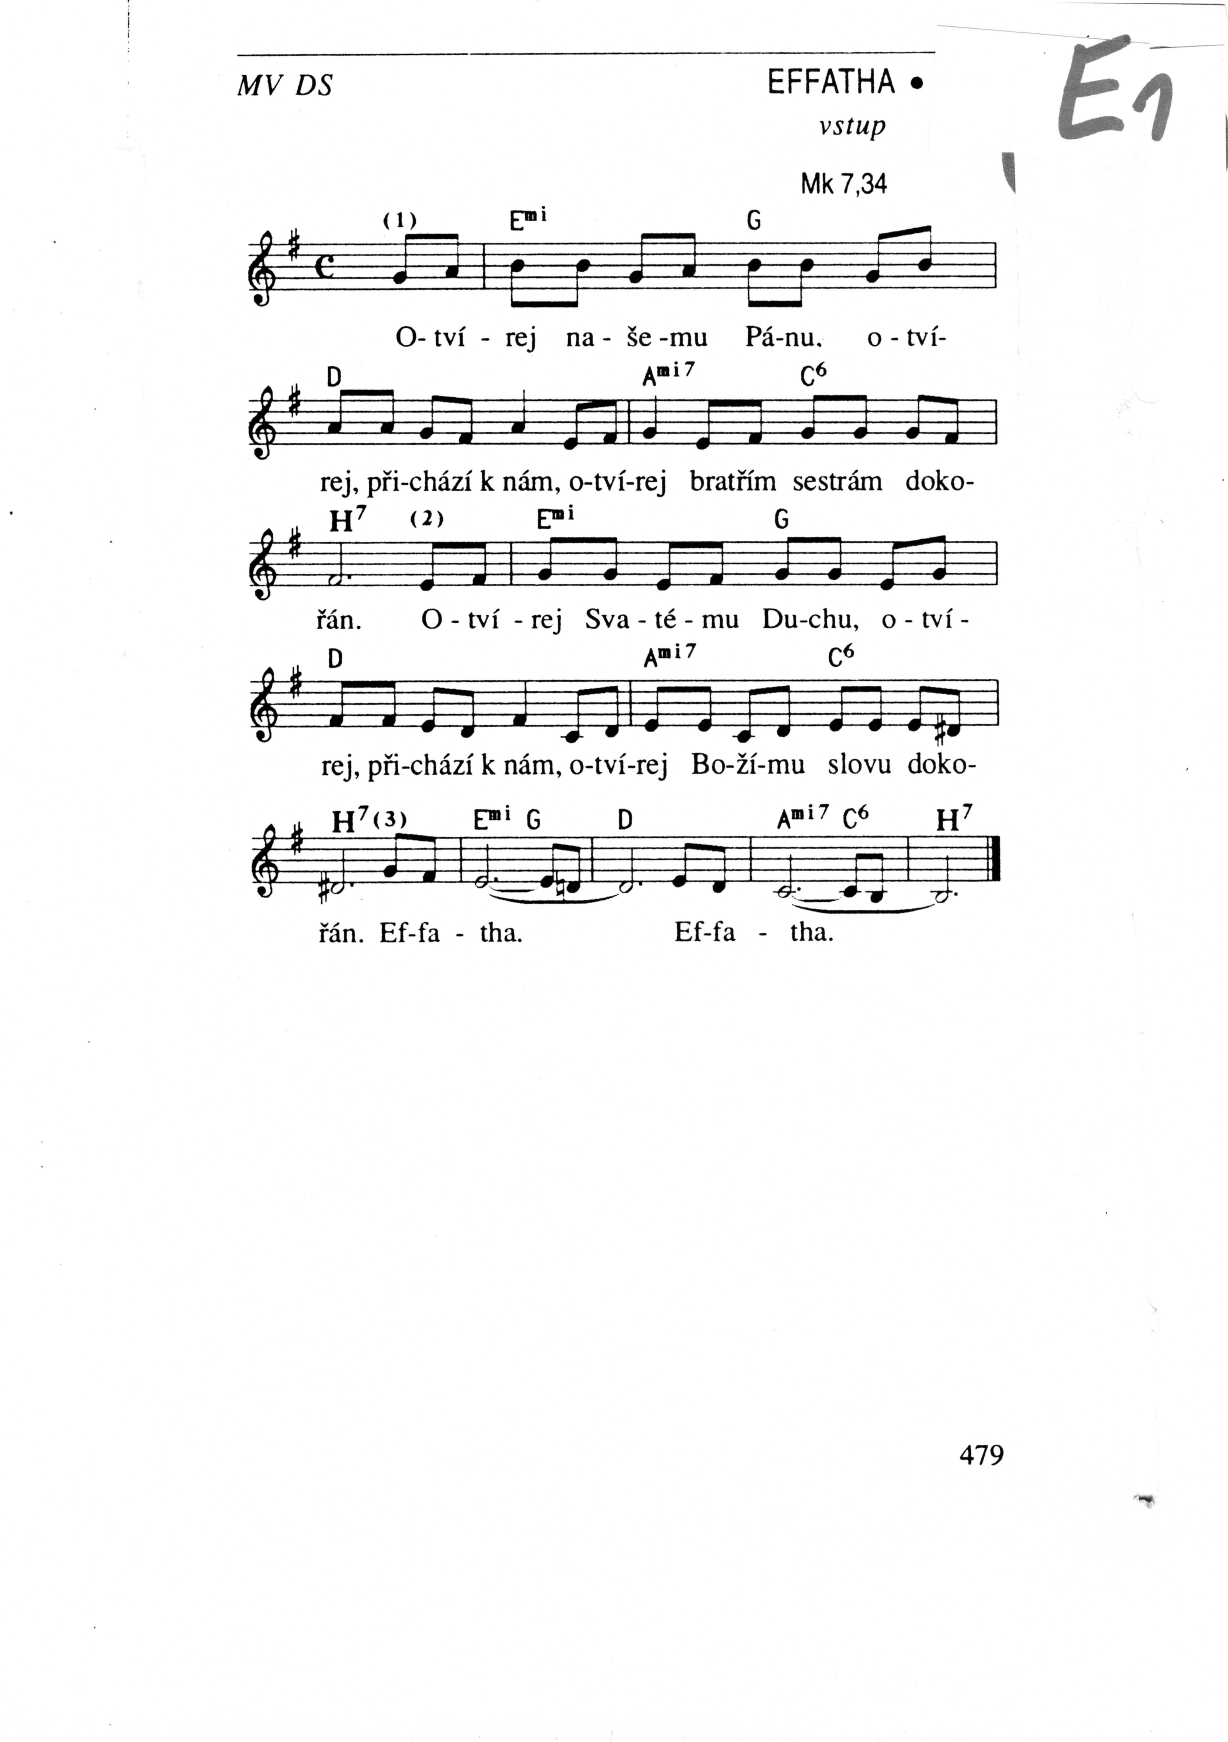 MV DS EFFATHA • E1
vstup
Mk 7,34
(1) Emi G
O- tví - rej na - še -mu Pá-nu. o - tví-
D Ami7 C6
rej, při-chází k nám, o-tví-rej bratřím sestrám doko-
H7 (2) Emi G
řán. O - tví - rej Sva - té - mu Du-chu, o - tví -
D Ami7 C6
rej, při-chází k nám, o-tví-rej Bo-ží-mu slovu doko-
H7 (3) Emi G D Ami7 C6 H7
řán. Ef-fa - tha. Ef-fa - tha.
479